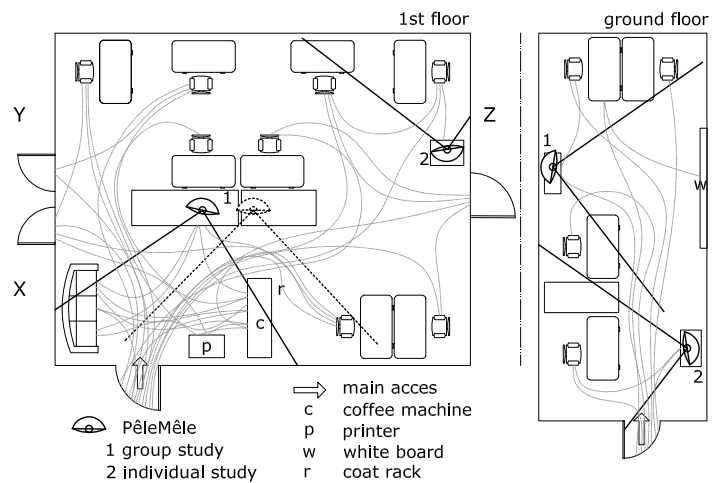 1st floor
ground floor
Y
Z
2
1
w
1
X
r
c
p
2
main acces
c coffee machine
p printer
w white board
r coat rack
PêleMêle
1 group study
2 individual study